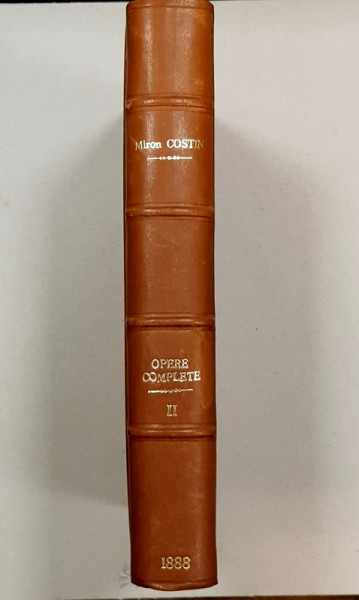 Miron COSTIN
OPERE
COMPLETE
II
1888